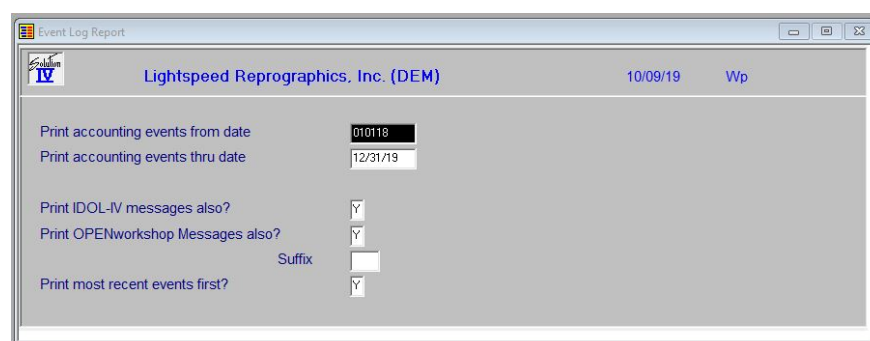 Event Log Report
Solution
IV
Lightspeed Reprographics, Inc. (DEM) 10/09/19 Wp
Print accounting events from date 010118
Print accounting events thru date 12/31/19
Print IDOL-IV messages also? Y
Print OPENworkshop Messages also? Y
Suffix
Print most recent events first? Y